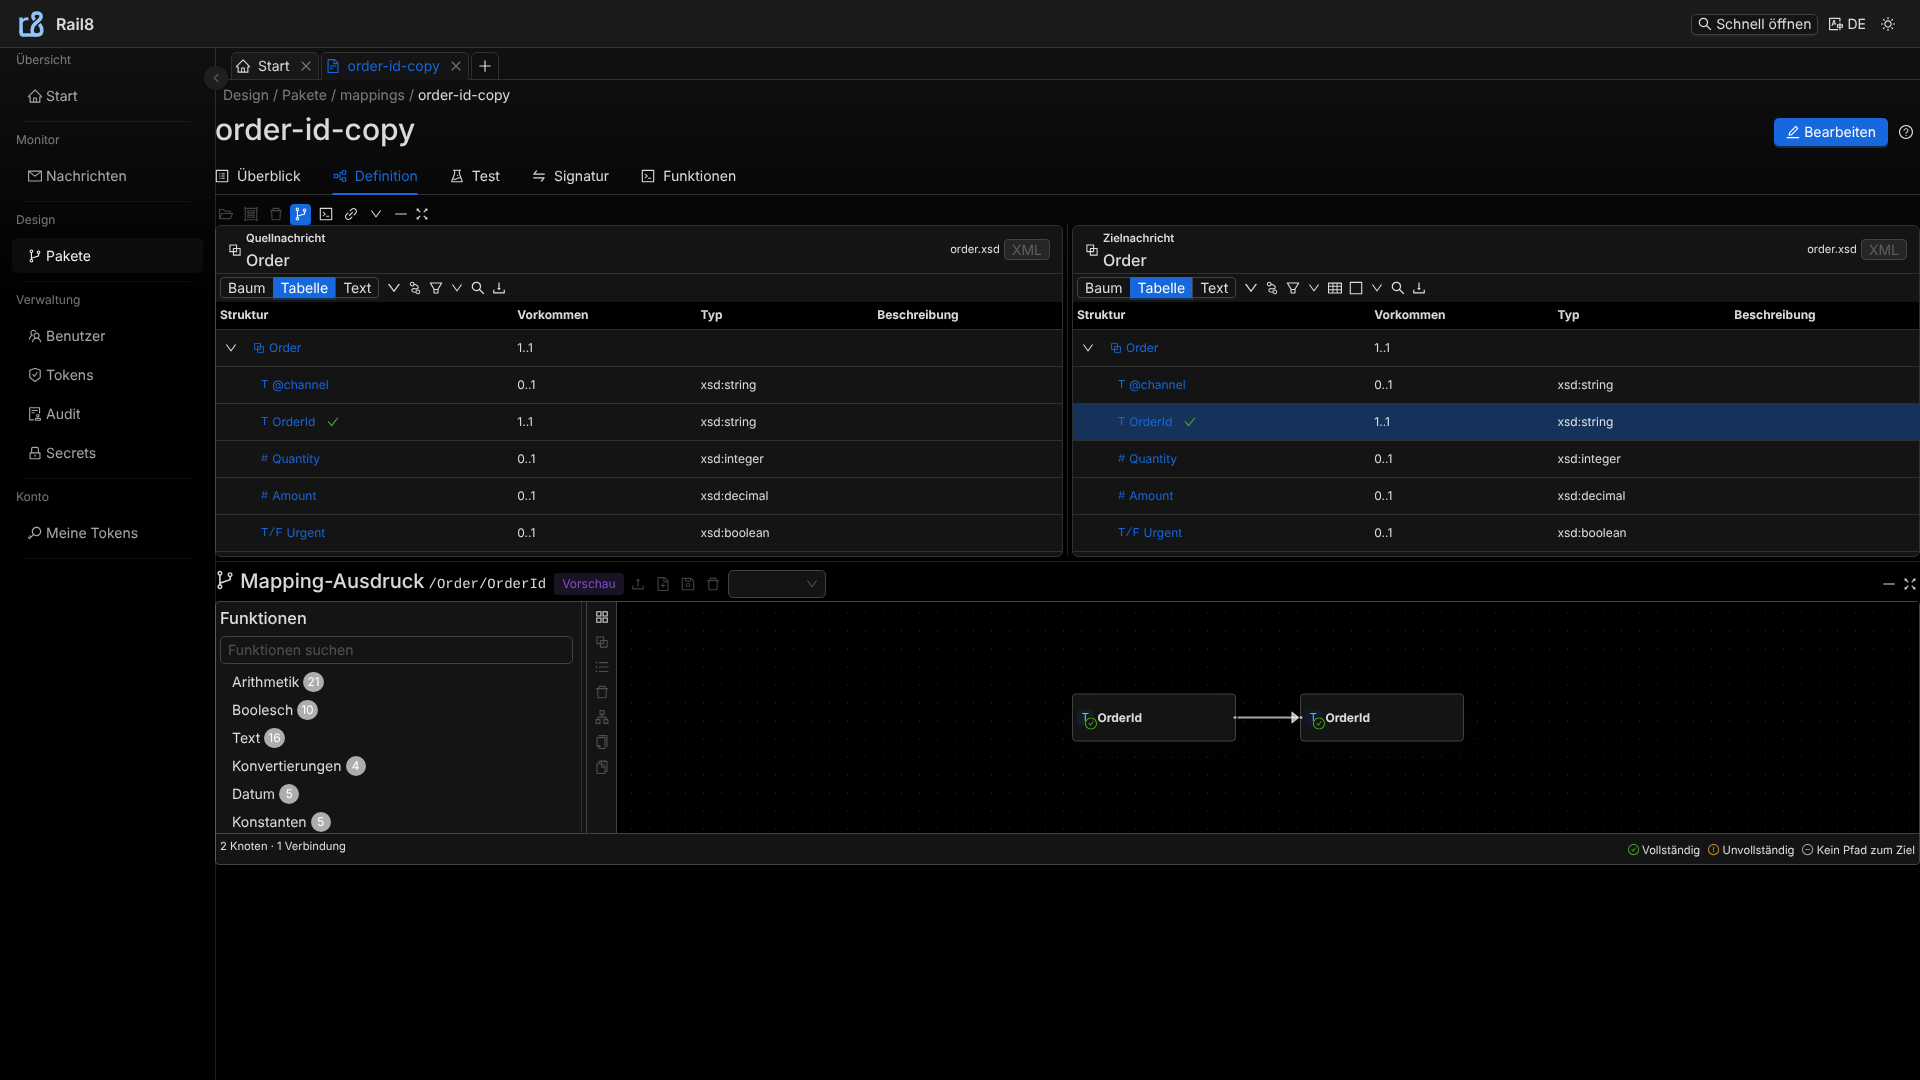 Rail8
Schnell öffnen
DE
Übersicht
Start
Monitor
Nachrichten
Design
Pakete
Verwaltung
Benutzer
Tokens
Audit
Secrets
Konto
Meine Tokens
Start
order-id-copy
Design / Pakete / mappings / order-id-copy
order-id-copy
Bearbeiten
Überblick
Definition
Test
Signatur
Funktionen
Quellnachricht
Order
order.xsd
XML
Baum
Tabelle
Text
Struktur Vorkommen Typ Beschreibung
Order 1..1
T @channel 0..1 xsd:string
T OrderId 1..1 xsd:string
# Quantity 0..1 xsd:integer
# Amount 0..1 xsd:decimal
T/F Urgent 0..1 xsd:boolean
Zielnachricht
Order
order.xsd
XML
Baum
Tabelle
Text
Struktur Vorkommen Typ Beschreibung
Order 1..1
T @channel 0..1 xsd:string
T OrderId 1..1 xsd:string
# Quantity 0..1 xsd:integer
# Amount 0..1 xsd:decimal
T/F Urgent 0..1 xsd:boolean
Mapping-Ausdruck /Order/OrderId Vorschau
Funktionen
Funktionen suchen
Arithmetik 21
Boolesch 10
Text 16
Konvertierungen 4
Datum 5
Konstanten 5
T OrderId
T OrderId
2 Knoten · 1 Verbindung
Vollständig
Unvollständig
Kein Pfad zum Ziel